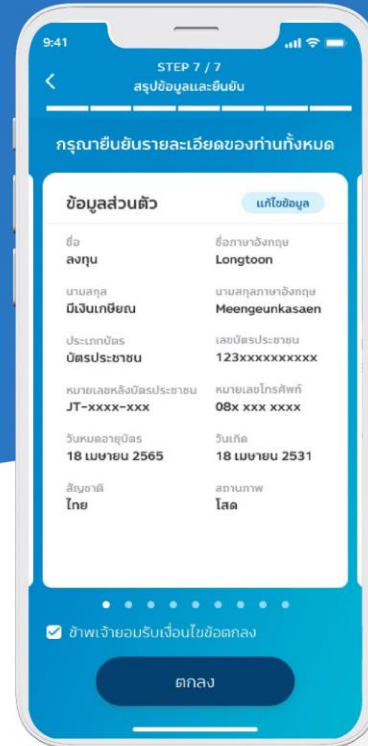 9:41
STEP 7 / 7
สรุปข้อมูลและยืนยัน
กรุณายืนยันรายละเอียดของท่านทั้งหมด
ข้อมูลส่วนตัว แก้ไขข้อมูล
ชื่อ ชื่อภาษาอังกฤษ
ลงทุน Longtoon
นามสกุล นามสกุลภาษาอังกฤษ
มีเงินเกษียณ Meengeunkasaen
ประเภทบัตร เลขบัตรประชาชน
บัตรประชาชน 123xxxxxxxxxx
หมายเลขหลังบัตรประชาชน หมายเลขโทรศัพท์
JT-xxxx-xxx 08x xxx xxxx
วันหมดอายุบัตร วันเกิด
18 เมษายน 2565 18 เมษายน 2531
สัญชาติ สถานภาพ
ไทย โสด
ข้าพเจ้ายอมรับเงื่อนไขข้อตกลง
ตกลง